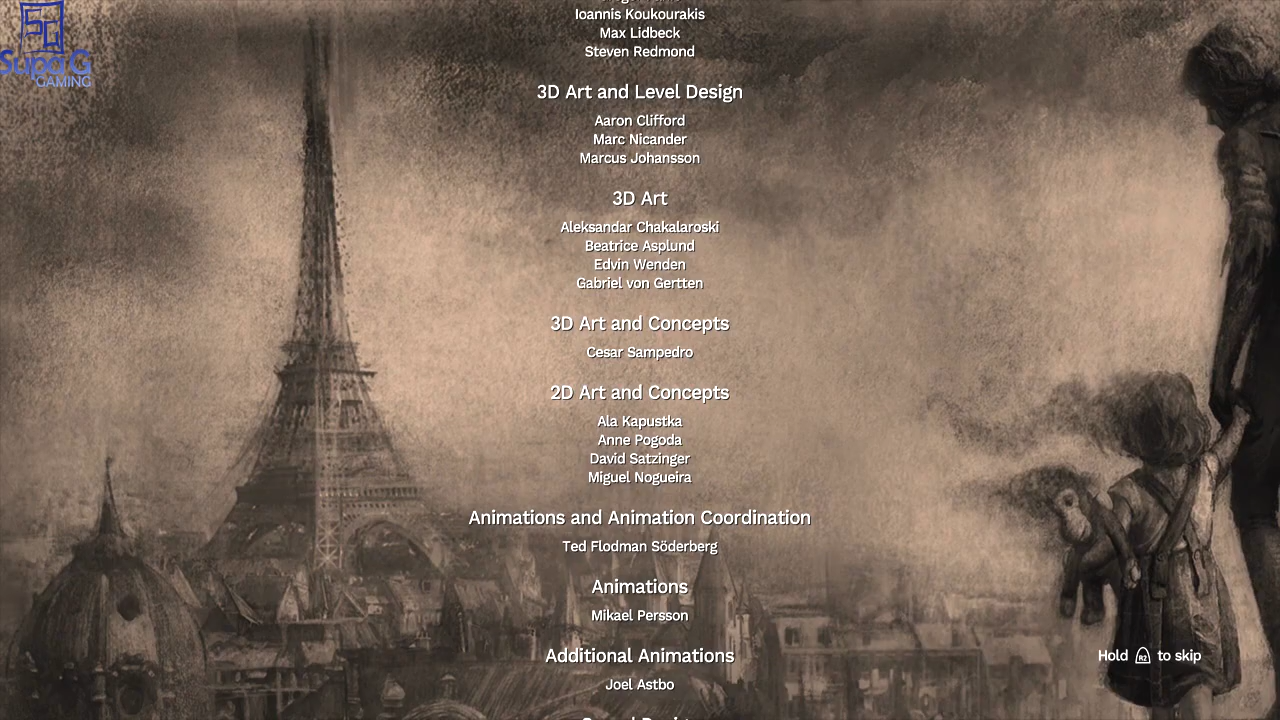 Supa G
GAMING
Ioannis Koukourakis
Max Lidbeck
Steven Redmond
3D Art and Level Design
Aaron Clifford
Marc Nicander
Marcus Johansson
3D Art
Aleksandar Chakalaroski
Beatrice Asplund
Edvin Wenden
Gabriel von Gertten
3D Art and Concepts
Cesar Sampedro
2D Art and Concepts
Ala Kapustka
Anne Pogoda
David Satzinger
Miguel Nogueira
Animations and Animation Coordination
Ted Flodman Söderberg
Animations
Mikael Persson
Additional Animations
Joel Astbo
Hold R2 to skip